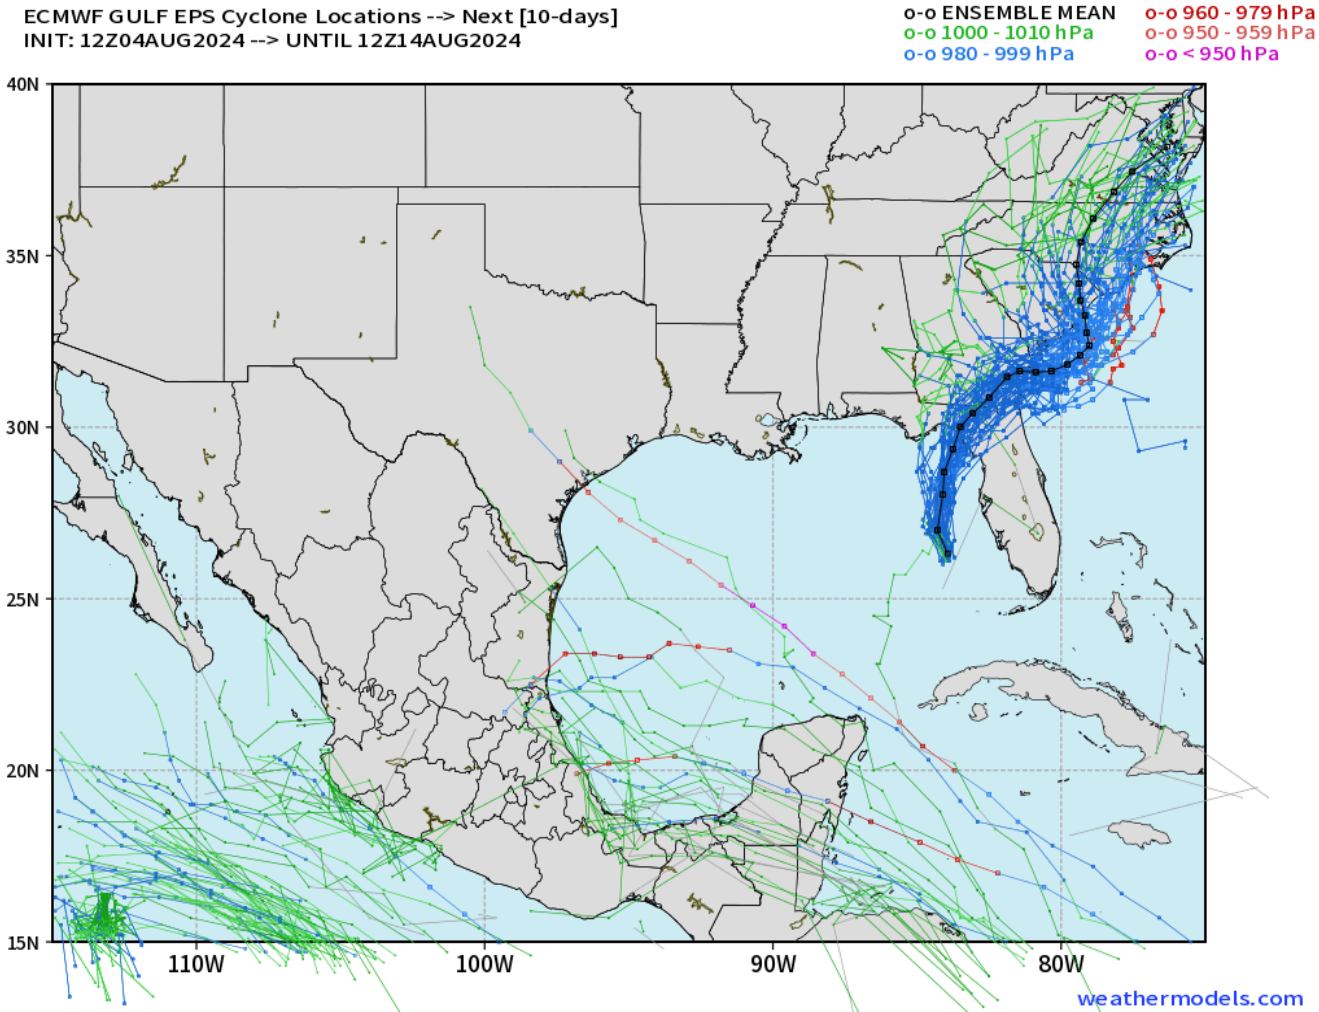 ECMWF GULF EPS Cyclone Locations --> Next [10-days]
INIT: 12Z04AUG2024 --> UNTIL 12Z14AUG2024
o-o ENSEMBLE MEAN
o-o 1000 - 1010 hPa
o-o 980 - 999 hPa
o-o 960 - 979 hPa
o-o 950 - 959 hPa
o-o < 950 hPa
40N
35N
30N
25N
20N
15N
110W 100W 90W 80W
weathermodels.com